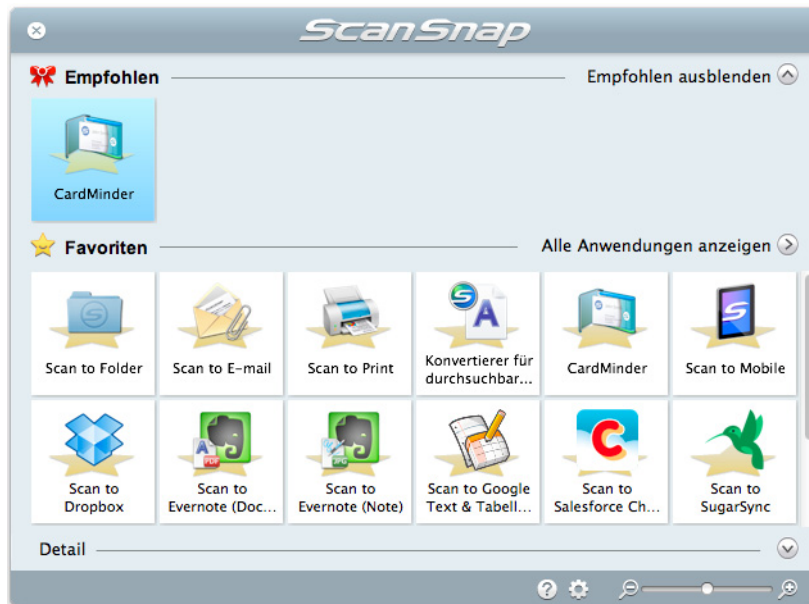 ScanSnap
Empfohlen
Empfohlen ausblenden
CardMinder
Favoriten
Alle Anwendungen anzeigen
Scan to Folder
Scan to E-mail
Scan to Print
Konvertierer für
durchsuchbar...
CardMinder
Scan to Mobile
Scan to
Dropbox
Scan to
Evernote (Doc...
Scan to
Evernote (Note)
Scan to Google
Text & Tabell...
Scan to
Salesforce Ch...
Scan to
SugarSync
Detail